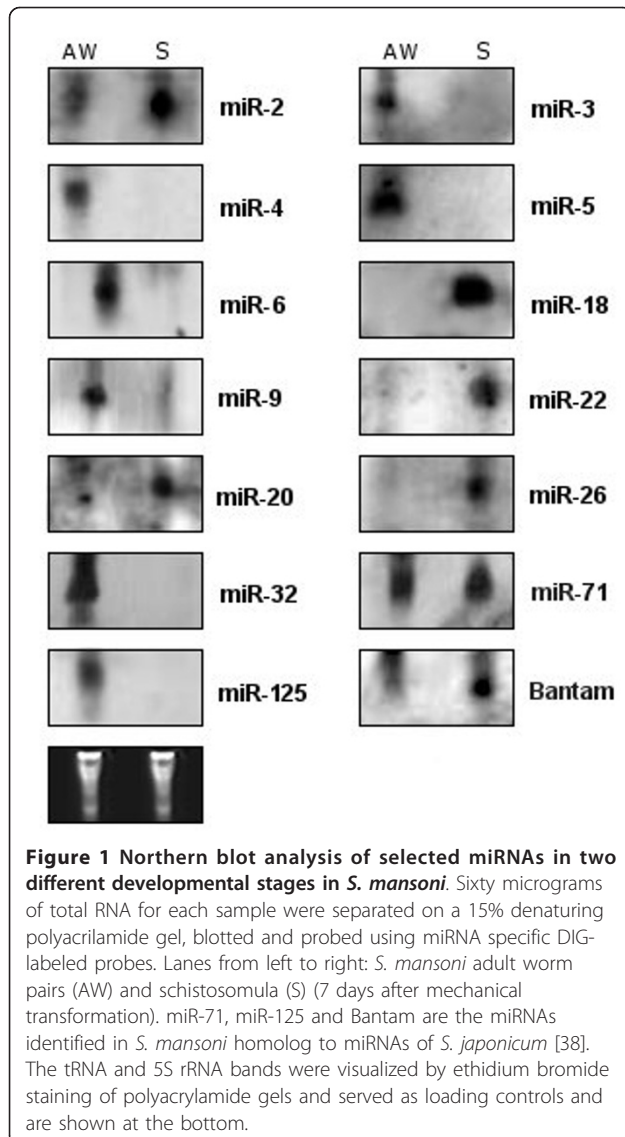 AW S AW S
miR-2 miR-3
miR-4 miR-5
miR-6 miR-18
miR-9 miR-22
miR-20 miR-26
miR-32 miR-71
miR-125 Bantam
Figure 1 Northern blot analysis of selected miRNAs in two
different developmental stages in S. mansoni. Sixty micrograms
of total RNA for each sample were separated on a 15% denaturing
polyacrilamide gel, blotted and probed using miRNA specific DIG-
labeled probes. Lanes from left to right: S. mansoni adult worm
pairs (AW) and schistosomula (S) (7 days after mechanical
transformation). miR-71, miR-125 and Bantam are the miRNAs
identified in S. mansoni homolog to miRNAs of S. japonicum [38].
The tRNA and 5S rRNA bands were visualized by ethidium bromide
staining of polyacrylamide gels and served as loading controls and
are shown at the bottom.